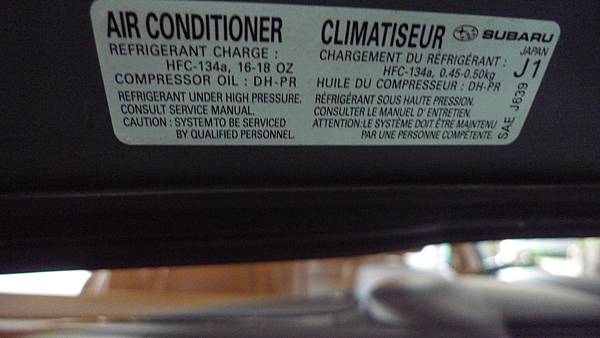 AIR CONDITIONER
REFRIGERANT CHARGE :
HFC-134a, 16-18 OZ
COMPRESSOR OIL : DH-PR
REFRIGERANT UNDER HIGH PRESSURE.
CONSULT SERVICE MANUAL.
CAUTION : SYSTEM TO BE SERVICED
BY QUALIFIED PERSONNEL.
CLIMATISEUR
SUBARU
JAPAN
CHARGEMENT DU RÉFRIGÉRANT :
HFC-134a, 0.45-0.50kg
J1
HUILE DU COMPRESSEUR : DH-PR
RÉFRIGÉRANT SOUS HAUTE PRESSION.
CONSULTER LE MANUEL D'ENTRETIEN.
ATTENTION:LE SYSTÈME DOIT ÊTRE MAINTENU
PAR UNE PERSONNE COMPÉTENTE.
SAE J639